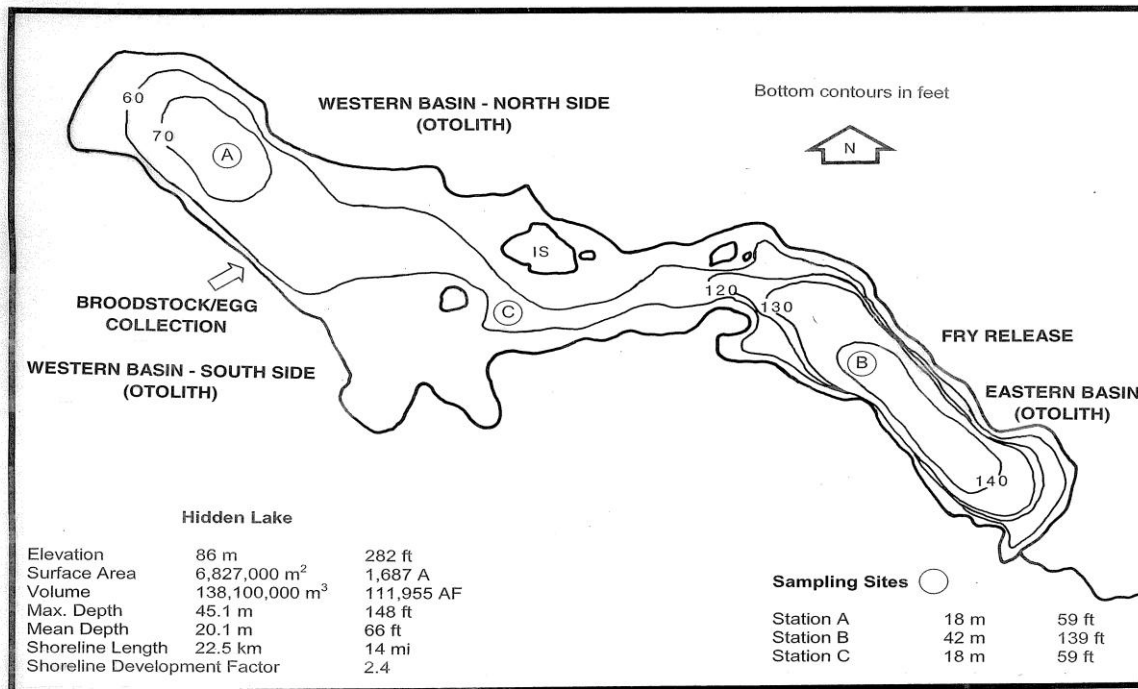 WESTERN BASIN - NORTH SIDE
(OTOLITH)
Bottom contours in feet
N
60
70
A
IS
BROODSTOCK/EGG
COLLECTION
C
120
130
WESTERN BASIN - SOUTH SIDE
(OTOLITH)
B
FRY RELEASE
EASTERN BASIN
(OTOLITH)
140
Hidden Lake
Elevation 86 m 282 ft
Surface Area 6,827,000 m² 1,687 A
Volume 138,100,000 m³ 111,955 AF
Max. Depth 45.1 m 148 ft
Mean Depth 20.1 m 66 ft
Shoreline Length 22.5 km 14 mi
Shoreline Development Factor 2.4
Sampling Sites
Station A 18 m 59 ft
Station B 42 m 139 ft
Station C 18 m 59 ft